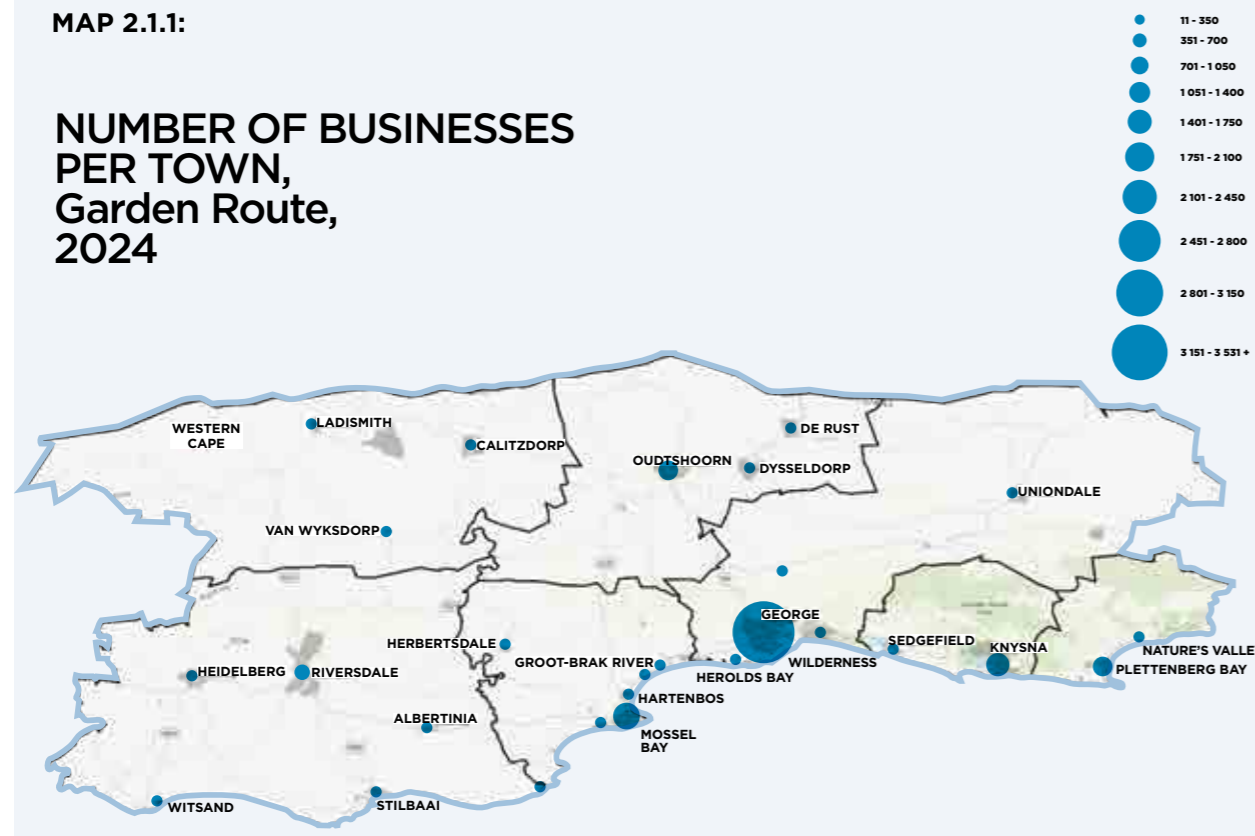 MAP 2.1.1:
NUMBER OF BUSINESSES
PER TOWN,
Garden Route,
2024
11 - 350
351 - 700
701 - 1 050
1 051 - 1 400
1 401 - 1 750
1 751 - 2 100
2 101 - 2 450
2 451 - 2 800
2 801 - 3 150
3 151 - 3 531 +
WESTERN
CAPE
LADISMITH
CALITZDORP
OUDTSHOORN
DE RUST
DYSSELDORP
UNIONDALE
VAN WYKSDORP
GEORGE
HERBERTSDALE
SEDGEFIELD
KNYSNA
NATURE'S VALLE
GROOT-BRAK RIVER
WILDERNESS
PLETTENBERG BAY
HEIDELBERG
RIVERSDALE
HEROLDS BAY
HARTENBOS
ALBERTINIA
MOSSEL
BAY
WITSAND
STILBAAI